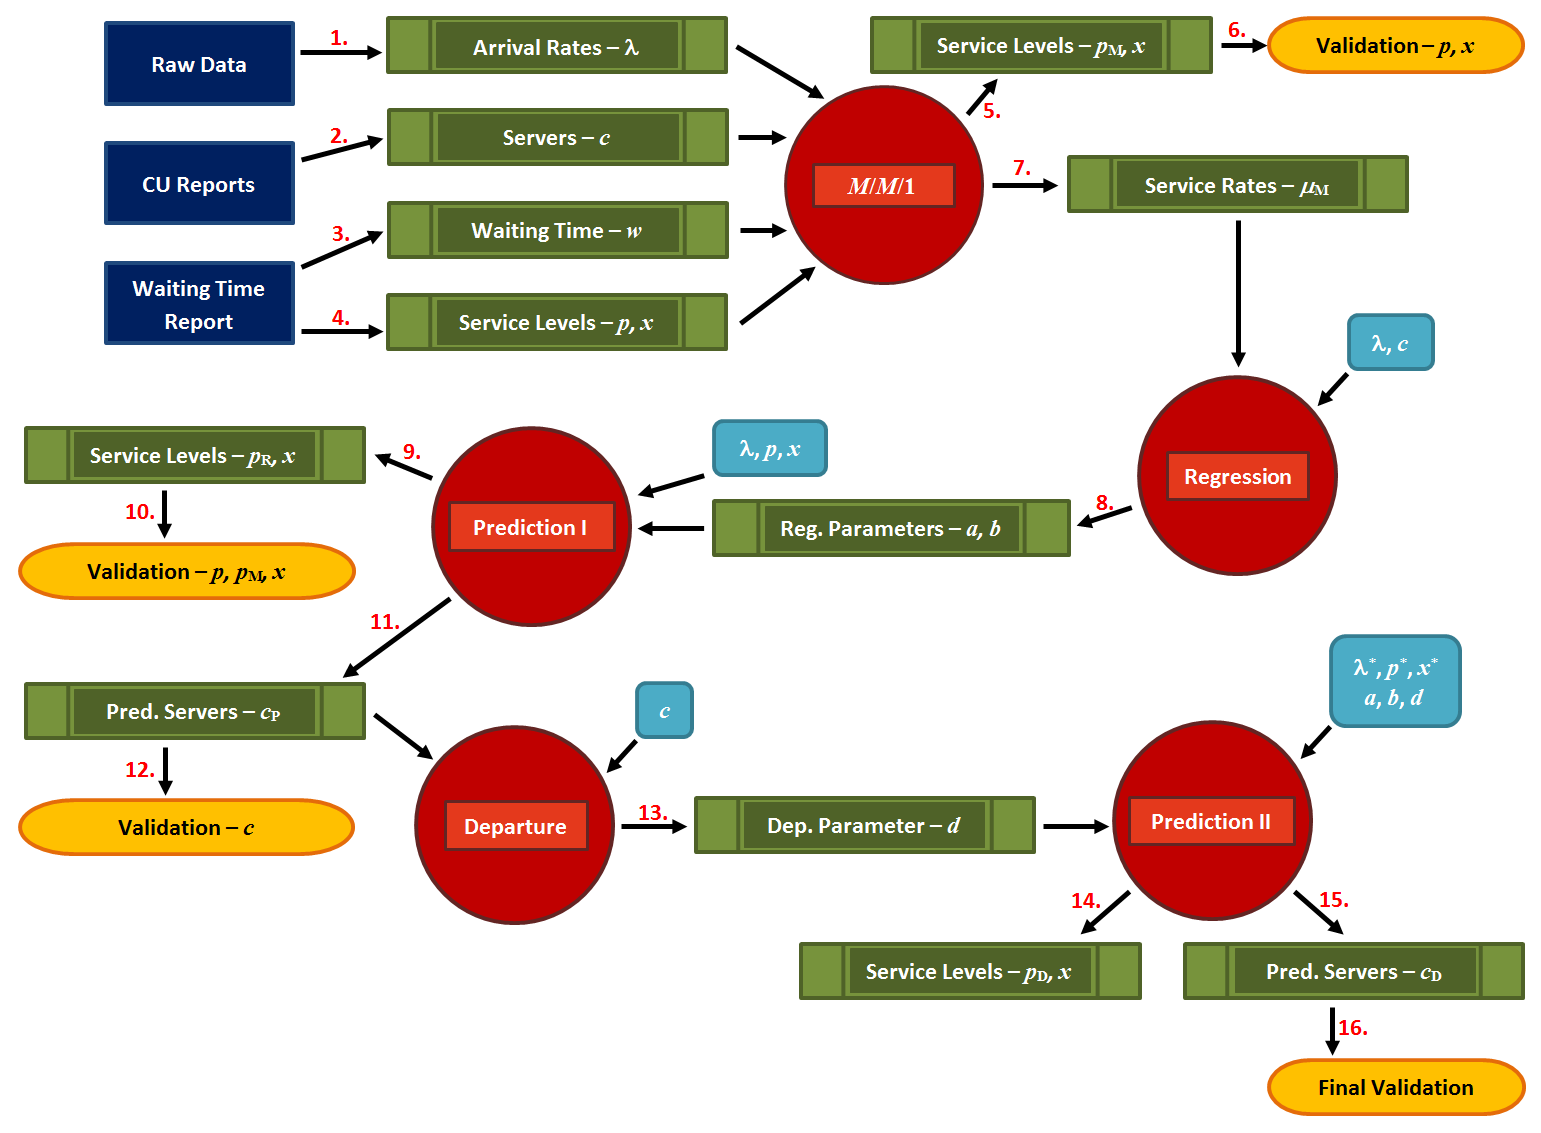 Raw Data
1.
Arrival Rates – λ
Service Levels – pM, x
6.
Validation – p, x
5.
CU Reports
2.
Servers – c
M/M/1
7.
Service Rates – μM
Waiting Time
Report
3.
Waiting Time – w
4.
Service Levels – p, x
λ, c
Regression
8.
Reg. Parameters – a, b
λ, p, x
Prediction I
9.
Service Levels – pR, x
10.
Validation – p, pM, x
11.
Pred. Servers – cP
12.
Validation – c
c
Departure
13.
Dep. Parameter – d
λ*, p*, x*
a, b, d
Prediction II
14.
15.
Service Levels – pD, x
Pred. Servers – cD
16.
Final Validation